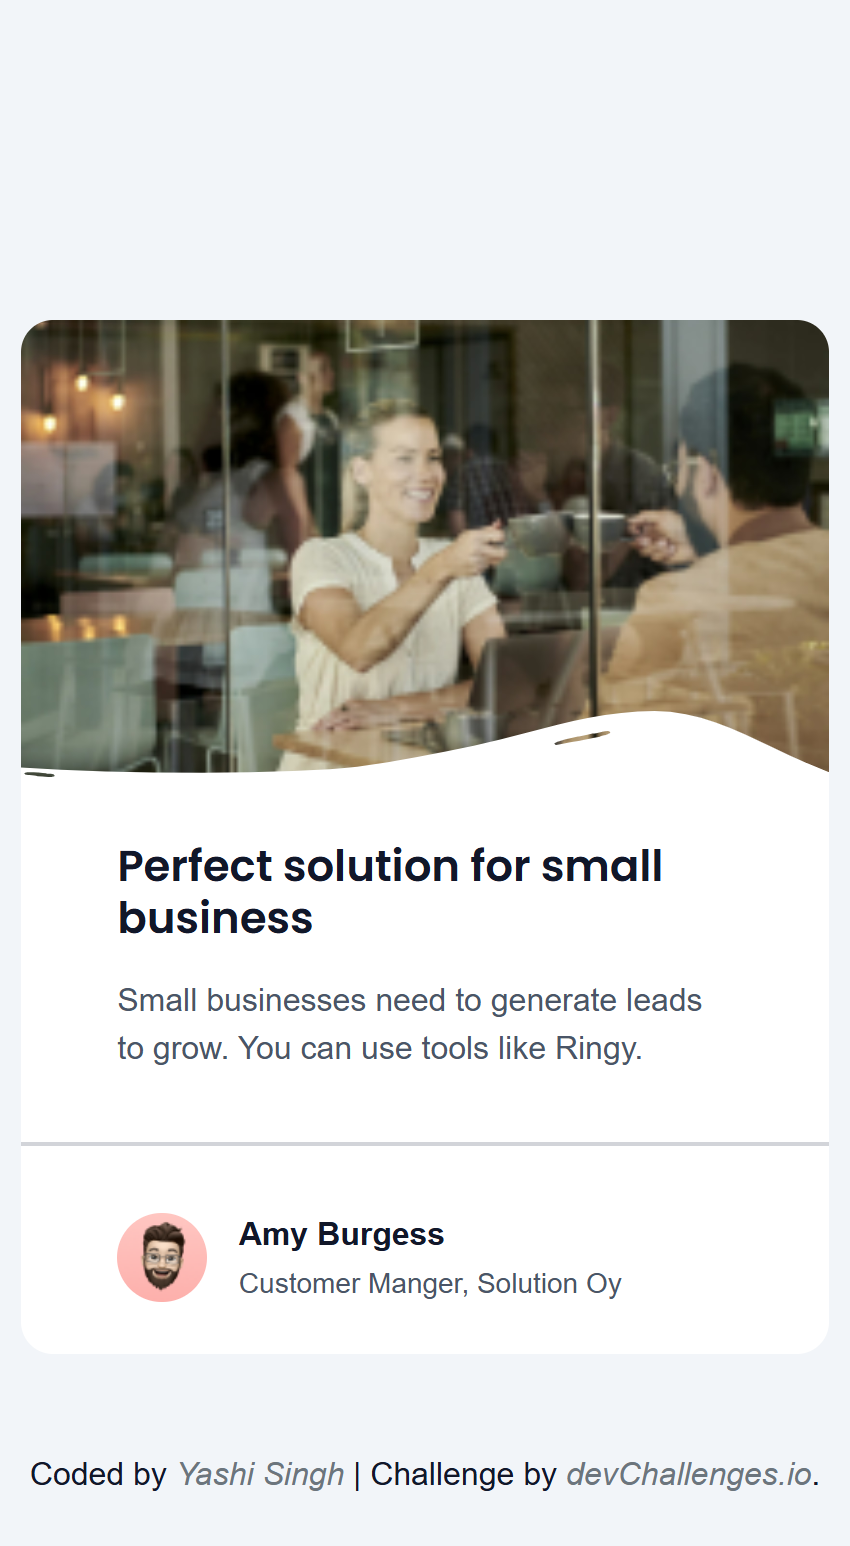 Perfect solution for small
business
Small businesses need to generate leads
to grow. You can use tools like Ringy.
Amy Burgess
Customer Manger, Solution Oy
Coded by Yashi Singh | Challenge by devChallenges.io.